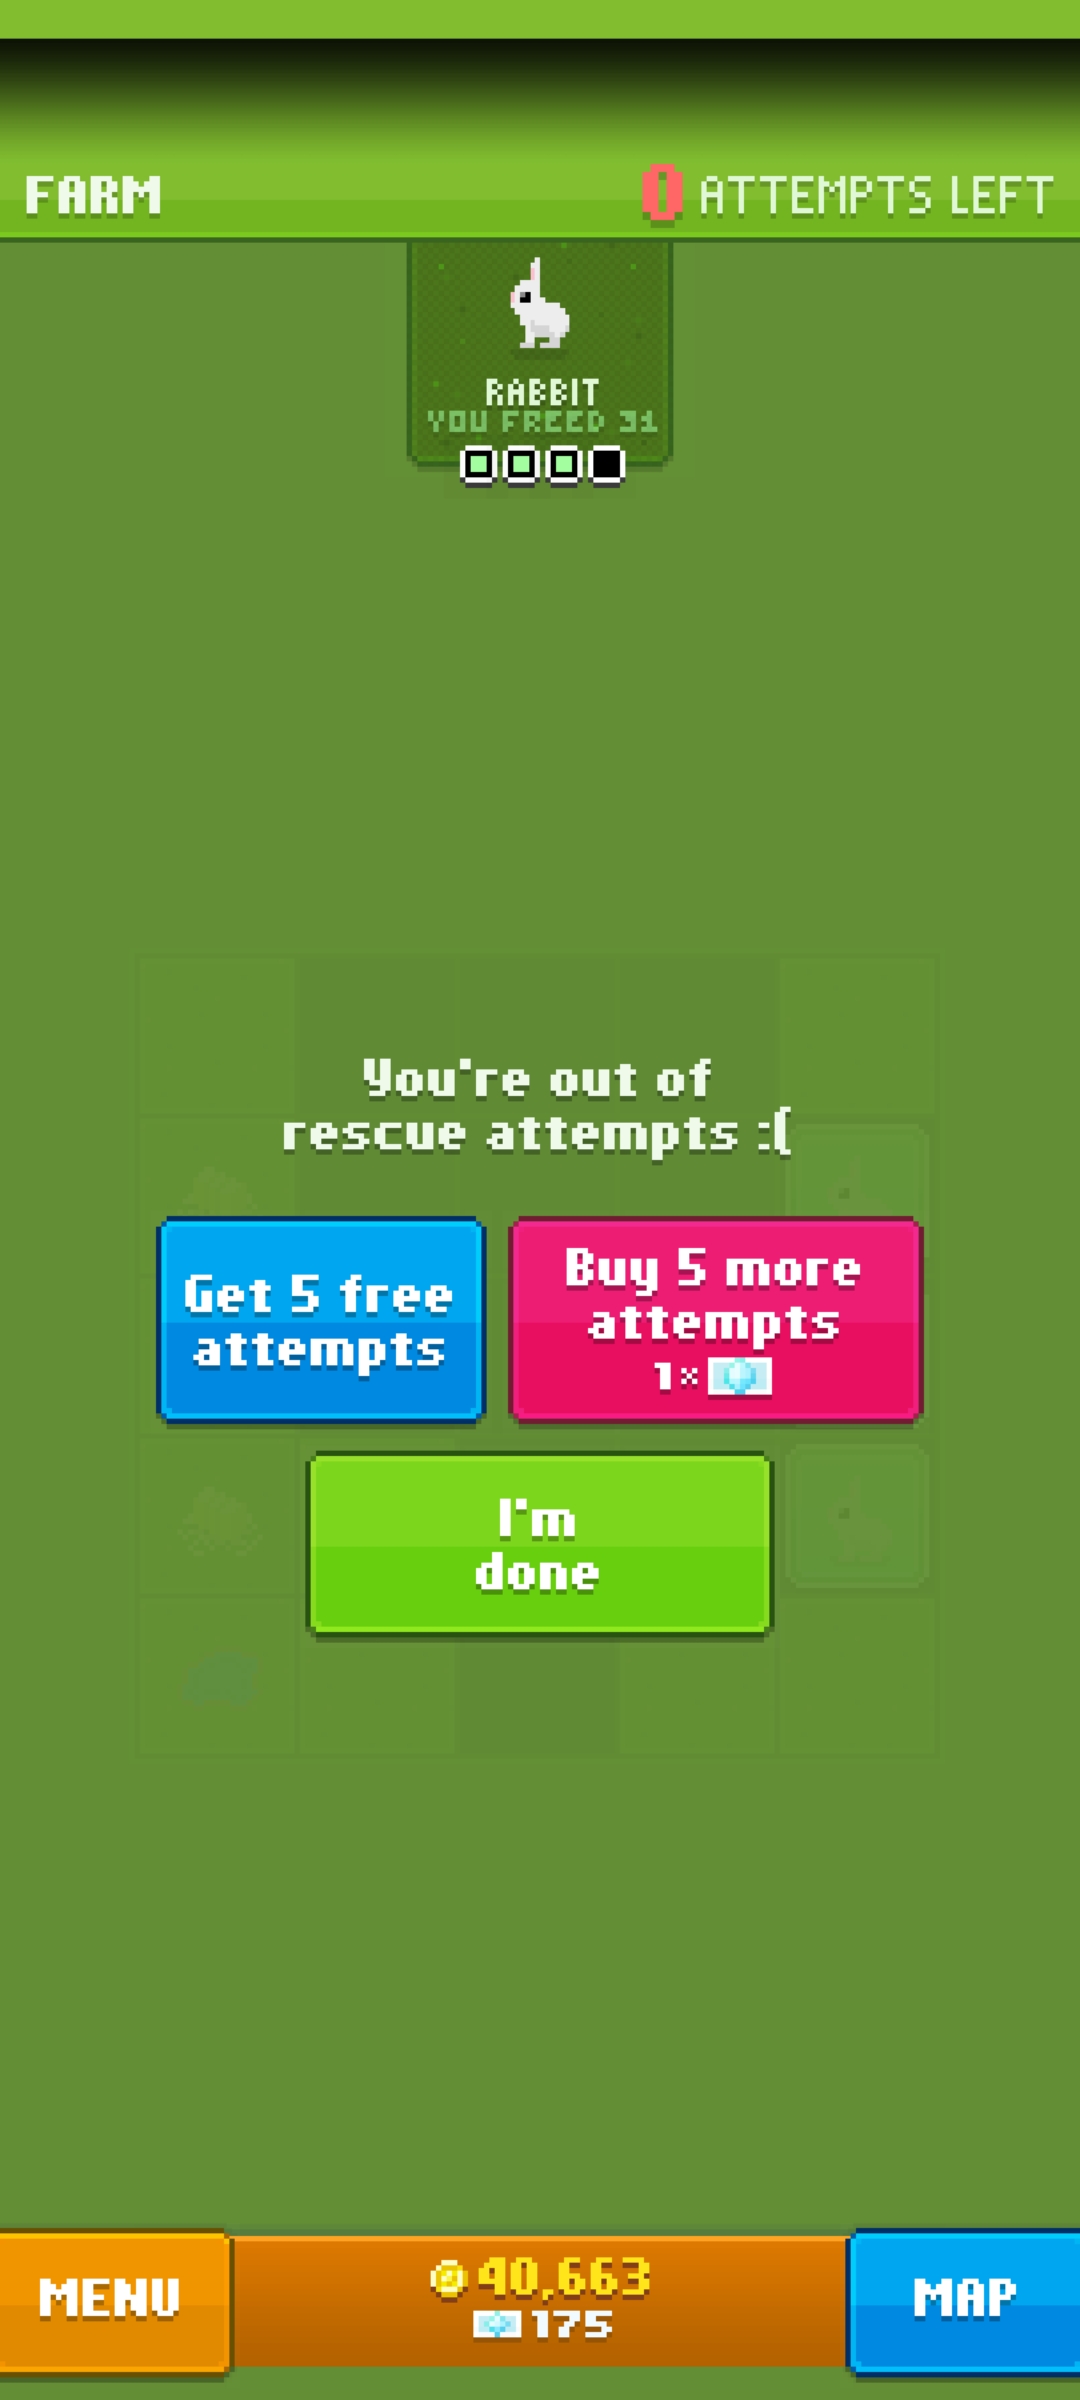 FARM
0 ATTEMPTS LEFT
RABBIT
YOU FREED 31
You're out of
rescue attempts :(
Get 5 free
attempts
Buy 5 more
attempts
1×
I'm
done
MENU
40,663
175
MAP